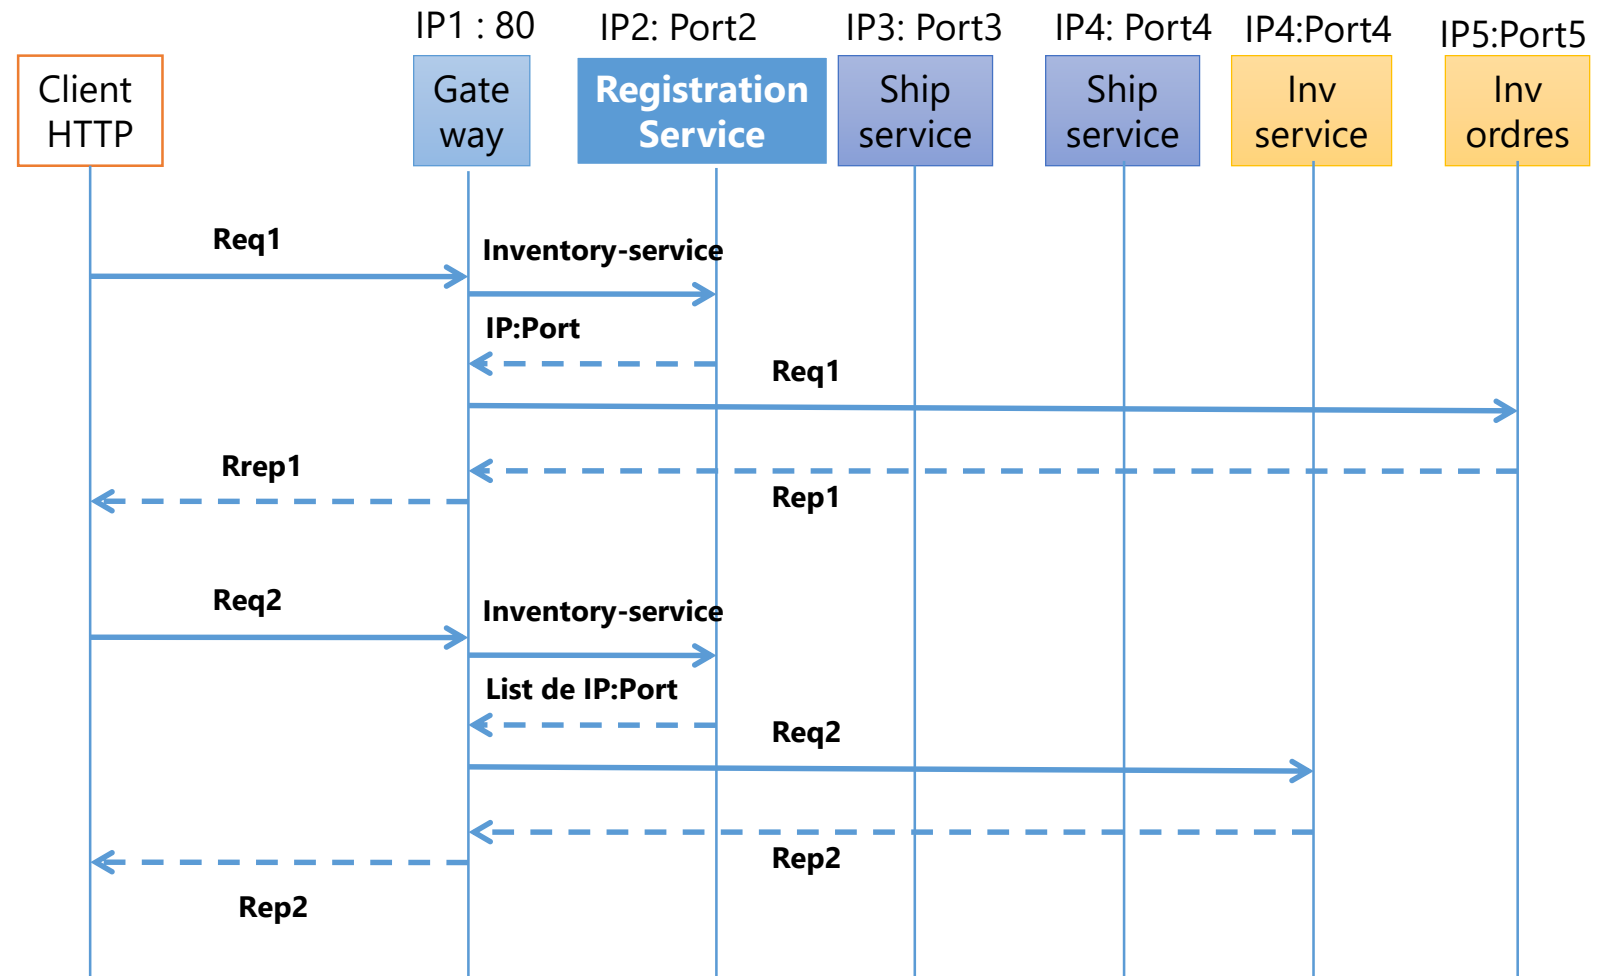 IP1 : 80
IP2: Port2
IP3: Port3
IP4: Port4
IP4:Port4
IP5:Port5
Client
HTTP
Gate
way
Registration
Service
Ship
service
Ship
service
Inv
service
Inv
ordres
Req1
Inventory-service
IP:Port
Req1
Rrep1
Rep1
Req2
Inventory-service
List de IP:Port
Req2
Rep2
Rep2